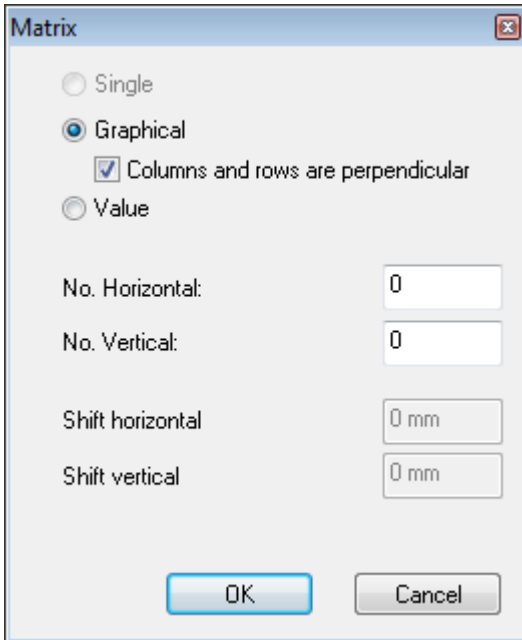 Matrix
Single
Graphical
Columns and rows are perpendicular
Value
No. Horizontal: 0
No. Vertical: 0
Shift horizontal 0 mm
Shift vertical 0 mm
OK Cancel